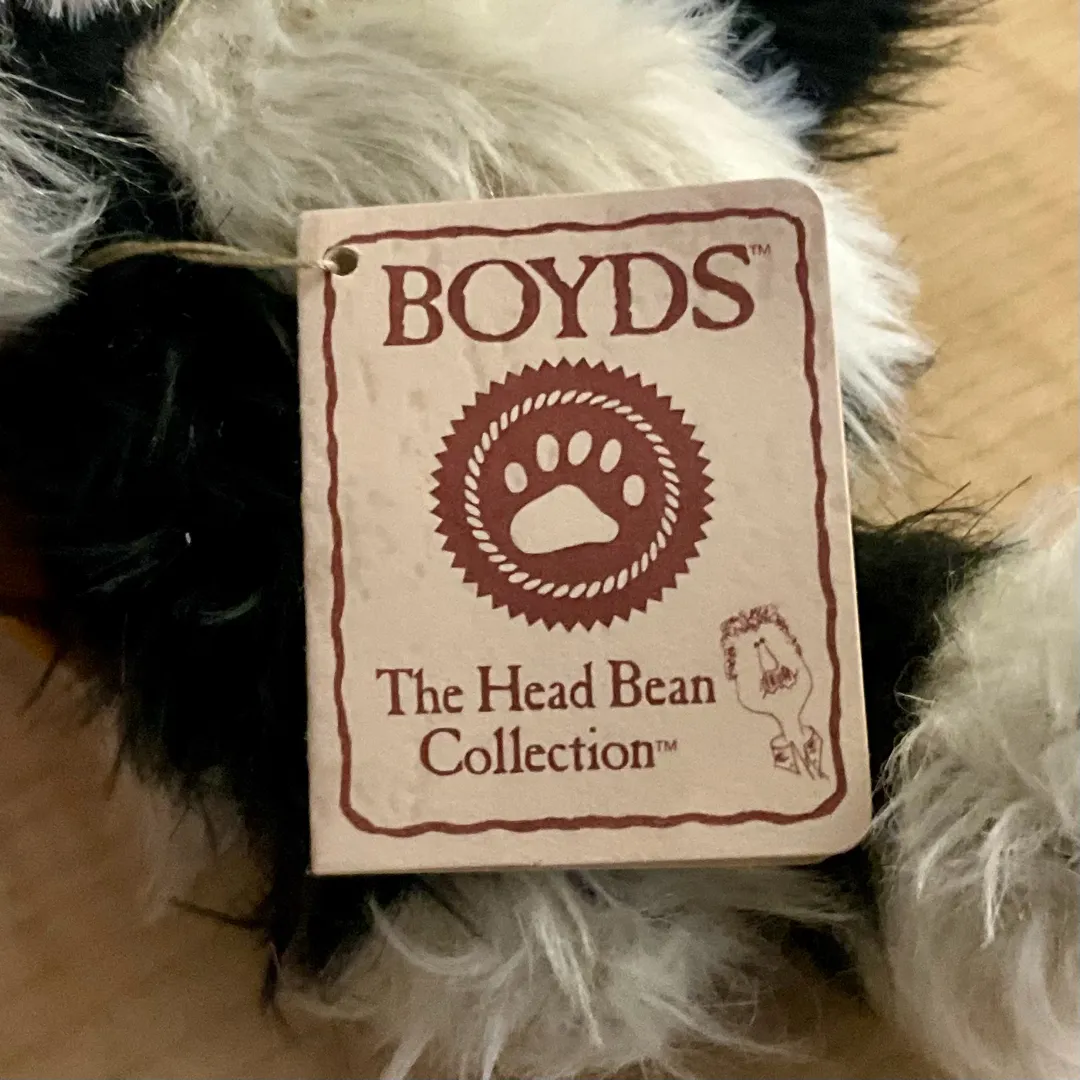 BOYDS™
The Head Bean
Collection™